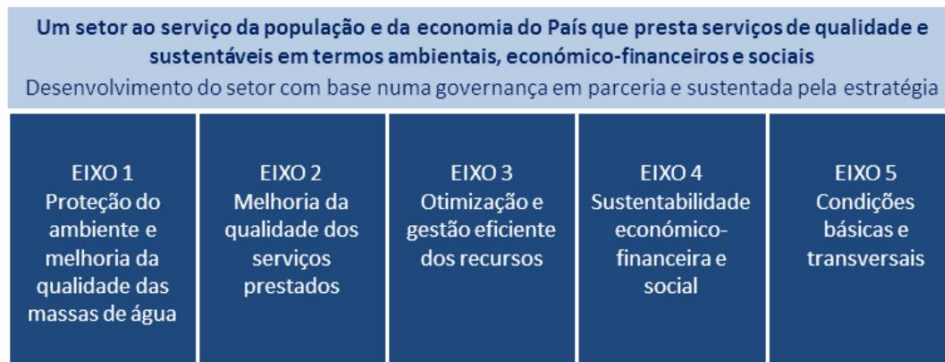 Um setor ao serviço da população e da economia do País que presta serviços de qualidade e
sustentáveis em termos ambientais, económico-financeiros e sociais
Desenvolvimento do setor com base numa governança em parceria e sustentada pela estratégia
EIXO 1
Proteção do
ambiente e
melhoria da
qualidade das
massas de água
EIXO 2
Melhoria da
qualidade dos
serviços
prestados
EIXO 3
Otimização e
gestão eficiente
dos recursos
EIXO 4
Sustentabilidade
económico-
financeira e
social
EIXO 5
Condições
básicas e
transversais